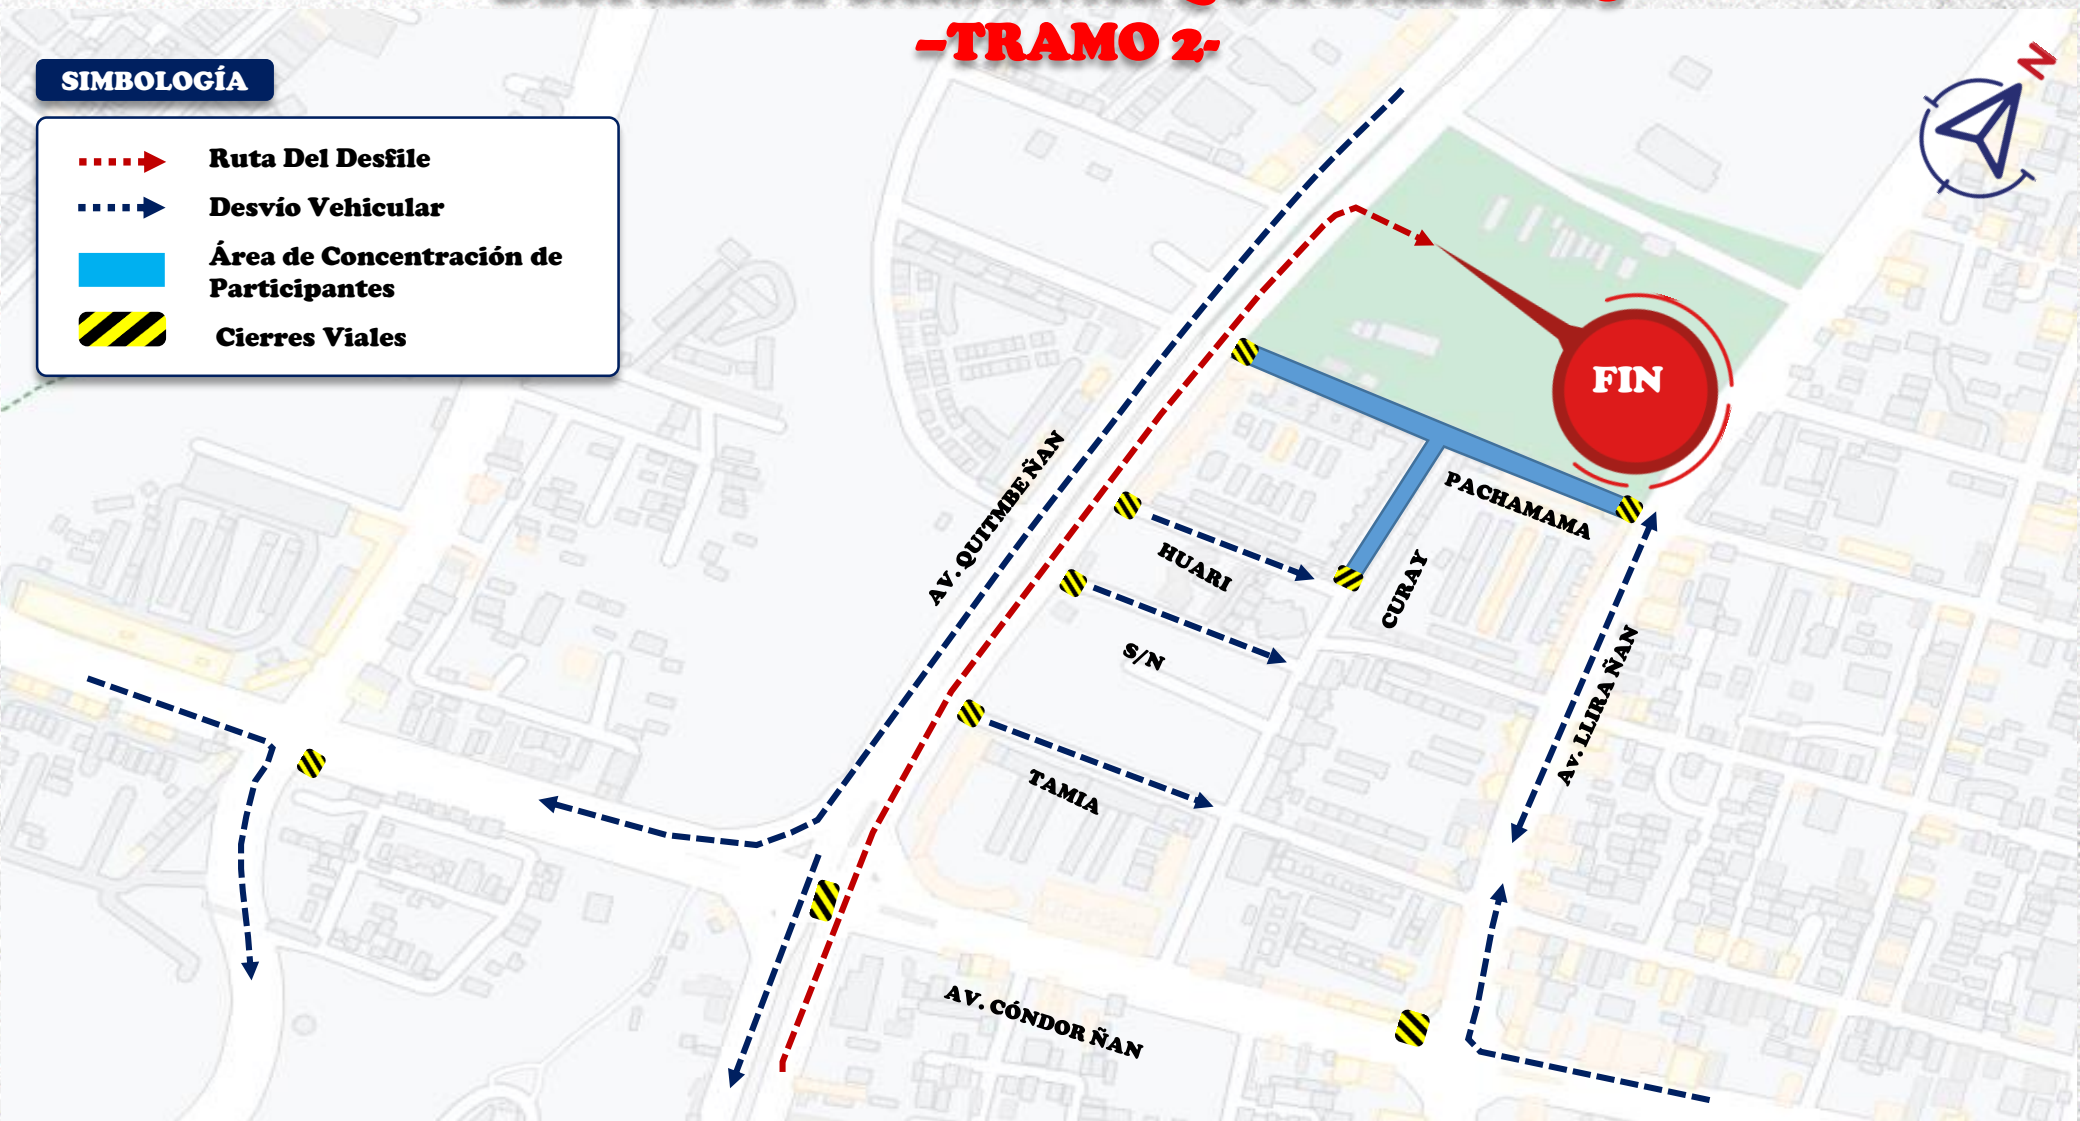 –TRAMO 2-
N
SIMBOLOGÍA
Ruta Del Desfile
Desvío Vehicular
Área de Concentración de
Participantes
Cierres Viales
FIN
AV. QUITMBE ÑAN
PACHAMAMA
HUARI
CURAY
S/N
AV. LLIRA ÑAN
TAMIA
AV. CÓNDOR ÑAN